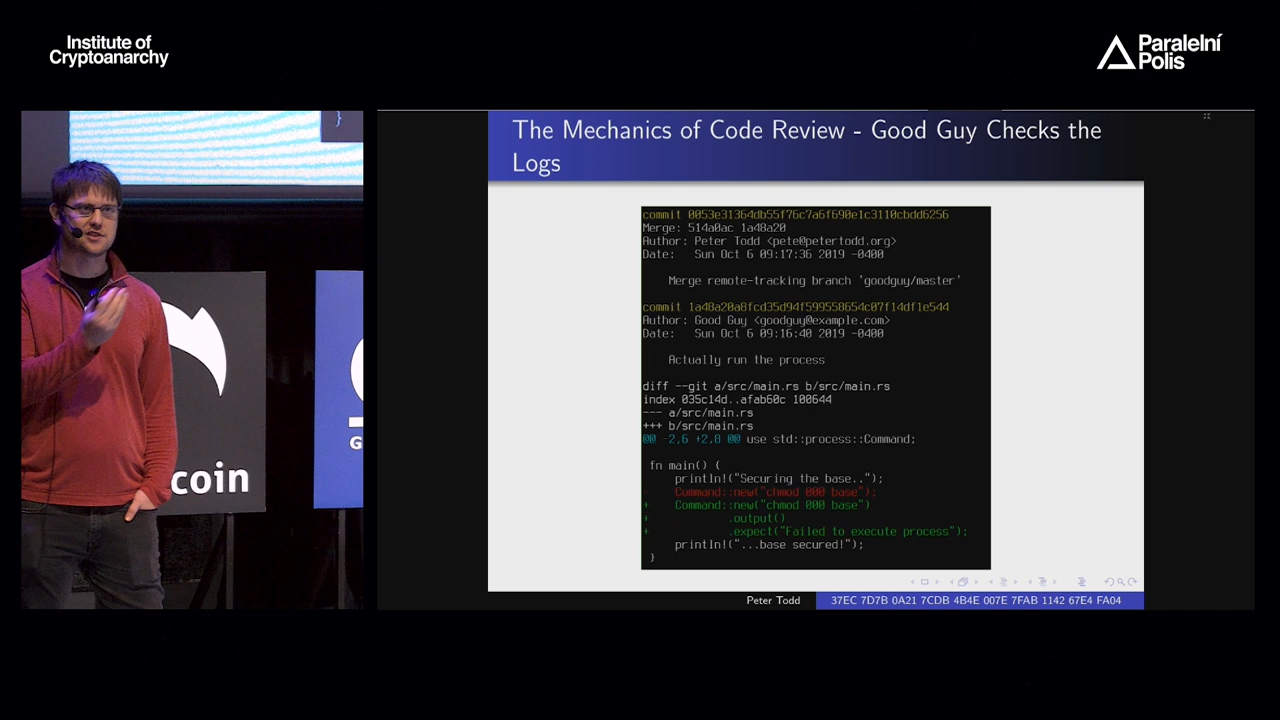 Institute of
Cryptoanarchy
Paralelní
Polis
}
coin
G
The Mechanics of Code Review - Good Guy Checks the
Logs
commit 0053e31364db55f76c7a6f690e1c3110cbdd6256
Merge: 514a0ac 1a48a20
Author: Peter Todd <pete@petertodd.org>
Date:   Sun Oct 6 09:17:36 2019 -0400
Merge remote-tracking branch 'goodguy/master'
commit 1a48a20a8fcd35d94f599558654c07f14df1e544
Author: Good Guy <goodguy@example.com>
Date:   Sun Oct 6 09:16:40 2019 -0400
Actually run the process
diff --git a/src/main.rs b/src/main.rs
index 035c14d..afab60c 100644
--- a/src/main.rs
+++ b/src/main.rs
@@ -2,6 +2,8 @@ use std::process::Command;
fn main() {
println!("Securing the base..");
-    Command::new("chmod 000 base");
+    Command::new("chmod 000 base")
+            .output()
+            .expect("Failed to execute process");
println!("...base secured!");
}
Peter Todd
37EC 7D7B 0A21 7CDB 4B4E 007E 7FAB 1142 67E4 FA04